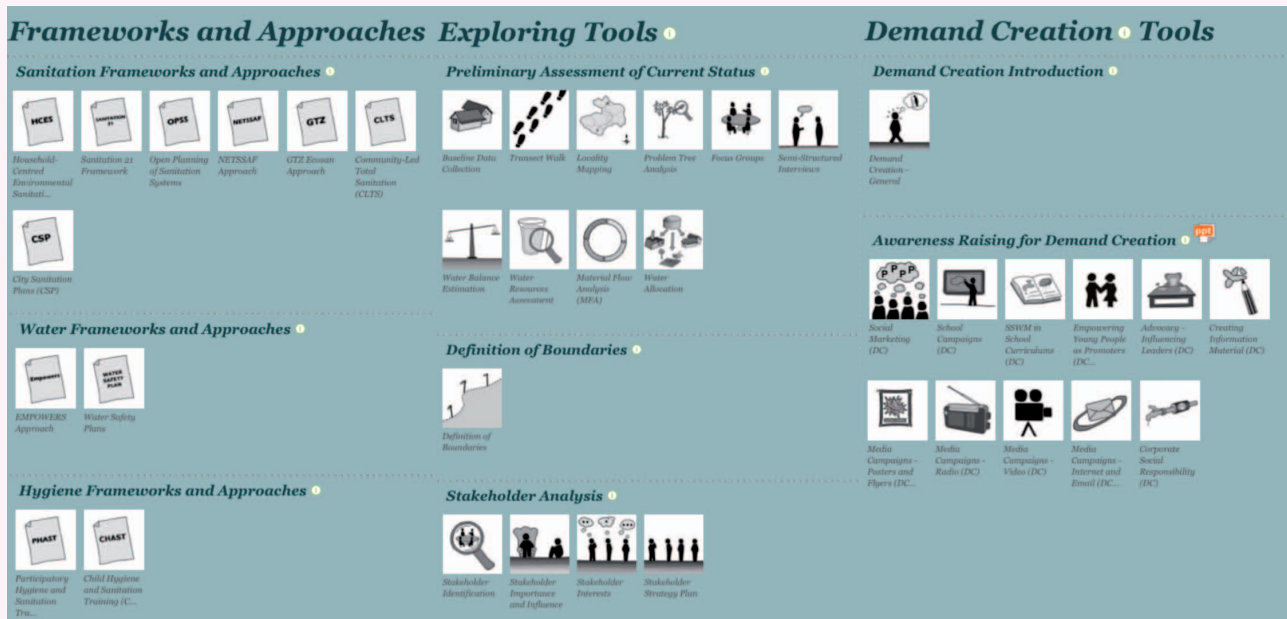 Frameworks and Approaches
Sanitation Frameworks and Approaches
HCES
SANITATION
21
OPSS
NETSSAF
GTZ
CLTS
Household-
Centred
Environmental
Sanitati...
Sanitation 21
Framework
Open Planning
of Sanitation
Systems
NETSSAF
Approach
GTZ Ecosan
Approach
Community-Led
Total
Sanitation
(CLTS)
CSP
City Sanitation
Plans (CSP)
Water Frameworks and Approaches
Empowers
WATER
SAFETY
PLAN
EMPOWERS
Approach
Water Safety
Plans
Hygiene Frameworks and Approaches
PHAST
CHAST
Participatory
Hygiene and
Sanitation
Tra...
Child Hygiene
and Sanitation
Training (C...
Exploring Tools
Preliminary Assessment of Current Status
Baseline Data
Collection
Transect Walk
Locality
Mapping
Problem Tree
Analysis
Focus Groups
Semi-Structured
Interviews
Water Balance
Estimation
Water
Resources
Assessment
Material Flow
Analysis
(MFA)
Water
Allocation
Definition of Boundaries
Definition of
Boundaries
Stakeholder Analysis
Stakeholder
Identification
Stakeholder
Importance
and Influence
Stakeholder
Interests
Stakeholder
Strategy Plan
Demand Creation Tools
Demand Creation Introduction
Demand
Creation -
General
Awareness Raising for Demand Creation
ppt
P P P P
Social
Marketing
(DC)
School
Campaigns
(DC)
SSWM in
School
Curriculums
(DC)
Empowering
Young People
as Promoters
(DC...
Advocacy -
Influencing
Leaders (DC)
Creating
Information
Material (DC)
Media
Campaigns -
Posters and
Flyers (DC...
Media
Campaigns -
Radio (DC)
Media
Campaigns -
Video (DC)
Media
Campaigns -
Internet and
Email (DC...
Corporate
Social
Responsibility
(DC)